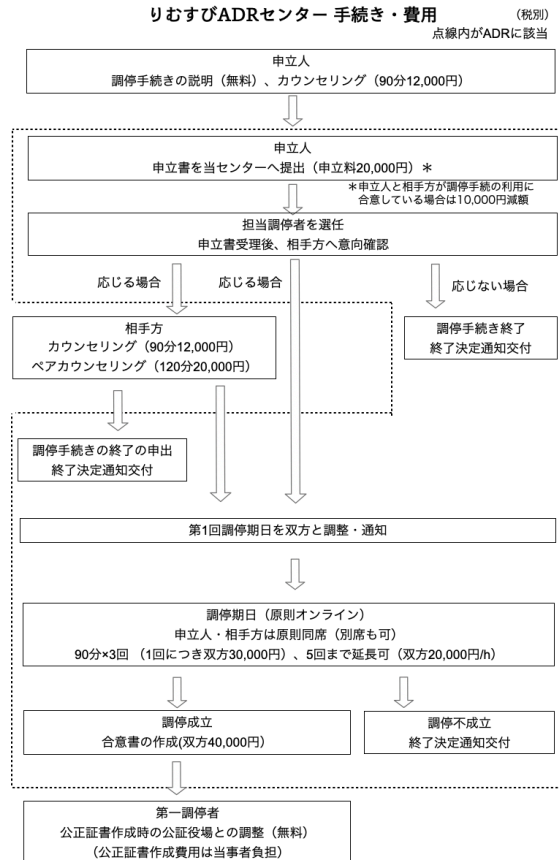 りむすびADRセンター 手続き・費用
（税別）
点線内がADRに該当
申立人
調停手続きの説明（無料）、カウンセリング（90分12,000円）
申立人
申立書を当センターへ提出（申立料20,000円）＊
＊申立人と相手方が調停手続の利用に
合意している場合は10,000円減額
担当調停者を選任
申立書受理後、相手方へ意向確認
応じる場合
応じる場合
応じない場合
相手方
カウンセリング（90分12,000円）
ペアカウンセリング（120分20,000円）
調停手続き終了
終了決定通知交付
調停手続きの終了の申出
終了決定通知交付
第1回調停期日を双方と調整・通知
調停期日（原則オンライン）
申立人・相手方は原則同席（別席も可）
90分×3回 （1回につき双方30,000円）、5回まで延長可（双方20,000円/h）
調停成立
合意書の作成(双方40,000円）
調停不成立
終了決定通知交付
第一調停者
公正証書作成時の公証役場との調整（無料）
（公正証書作成費用は当事者負担）